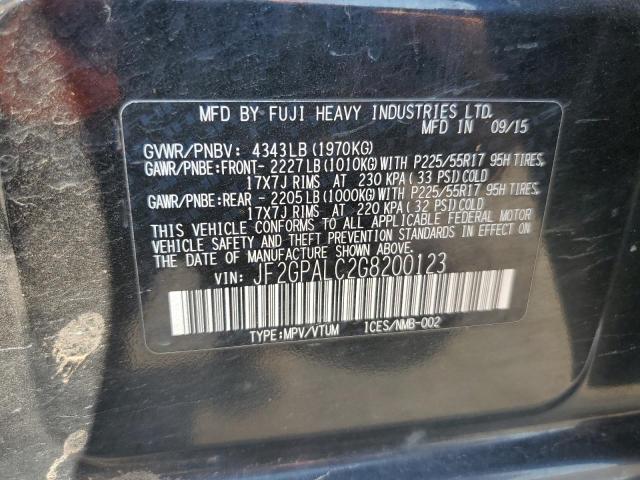 MFD BY FUJI HEAVY INDUSTRIES LTD.
MFD IN 09/15
GVWR/PNBV: 4343LB (1970KG)
GAWR/PNBE:FRONT- 2227LB(1010KG)WITH P225/55R17 95H TIRES,
17X7J RIMS AT 230 KPA( 33 PSI)COLD
GAWR/PNBE:REAR - 2205LB(1000KG)WITH P225/55R17 95H TIRES,
17X7J RIMS AT 220 KPA( 32 PSI)COLD
THIS VEHICLE CONFORMS TO ALL APPLICABLE FEDERAL MOTOR
VEHICLE SAFETY AND THEFT PREVENTION STANDARDS IN EFFECT ON
THE DATE OF MANUFACTURE SHOWN ABOVE.
VIN: JF2GPALC2G8200123
TYPE:MPV/VTUM ICES/NMB-002